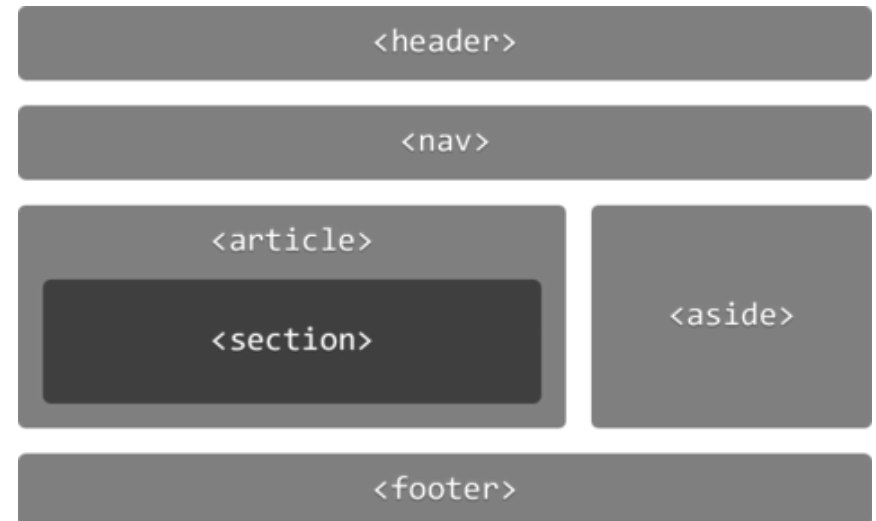 <header>
<nav>
<article>
<section>
<aside>
<footer>